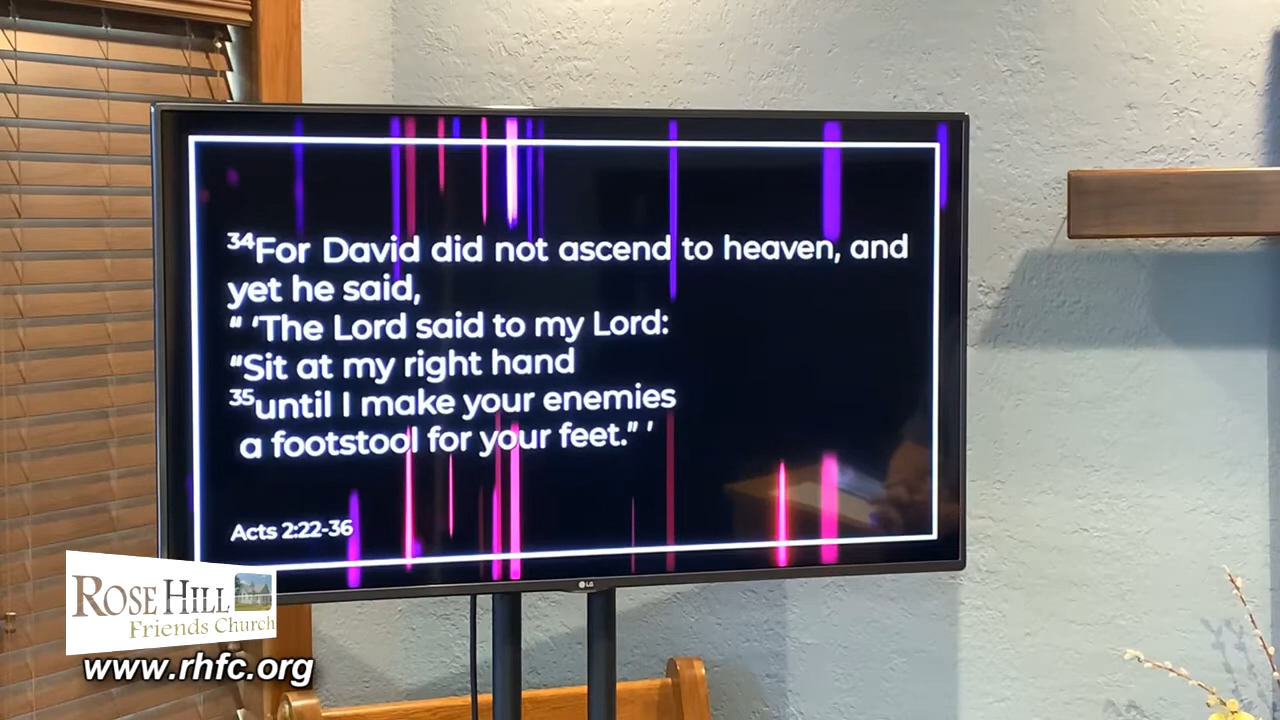 ³⁴For David did not ascend to heaven, and
yet he said,
“ ‘The Lord said to my Lord:
“Sit at my right hand
³⁵until I make your enemies
a footstool for your feet.” ’
Acts 2:22-36
LG
ROSE HILL
Friends Church
www.rhfc.org